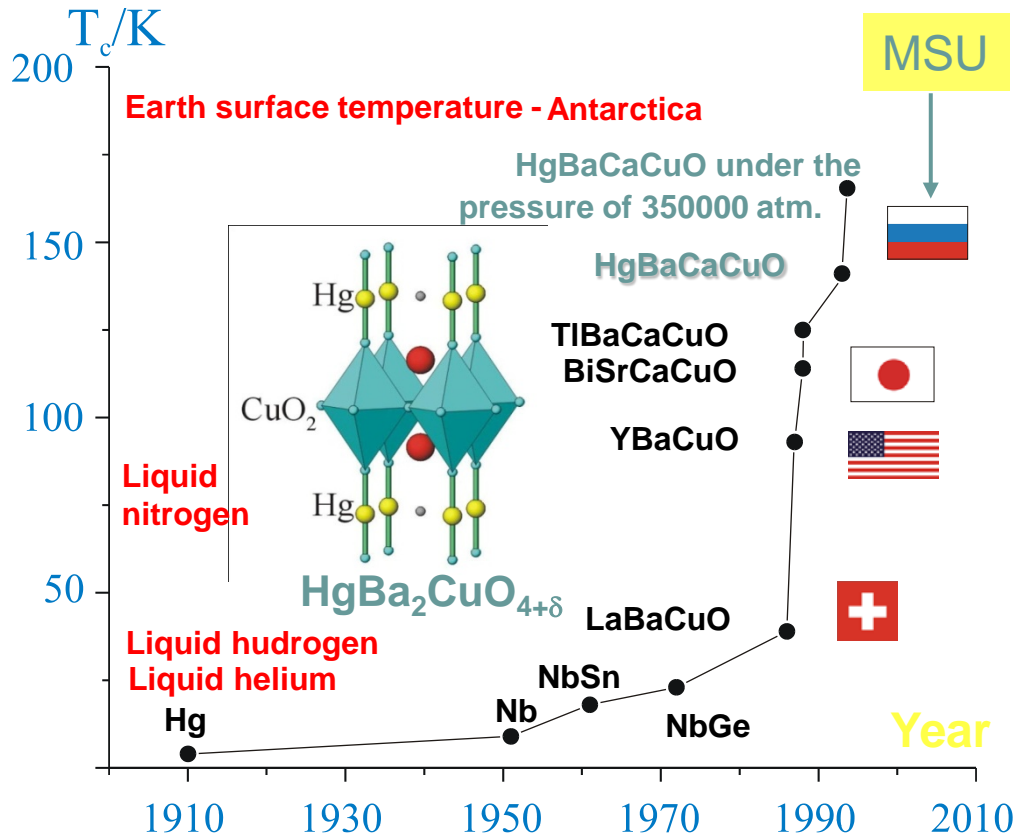 T_c/K
MSU
200
Earth surface temperature - Antarctica
HgBaCaCuO under the
pressure of 350000 atm.
150
HgBaCaCuO
Hg
TlBaCaCuO
BiSrCaCuO
CuO₂
100
YBaCuO
Liquid
nitrogen
Hg
50
HgBa₂CuO₄₊δ
LaBaCuO
Liquid hudrogen
Liquid helium
NbSn
Hg
Nb
NbGe
Year
1910 1930 1950 1970 1990 2010